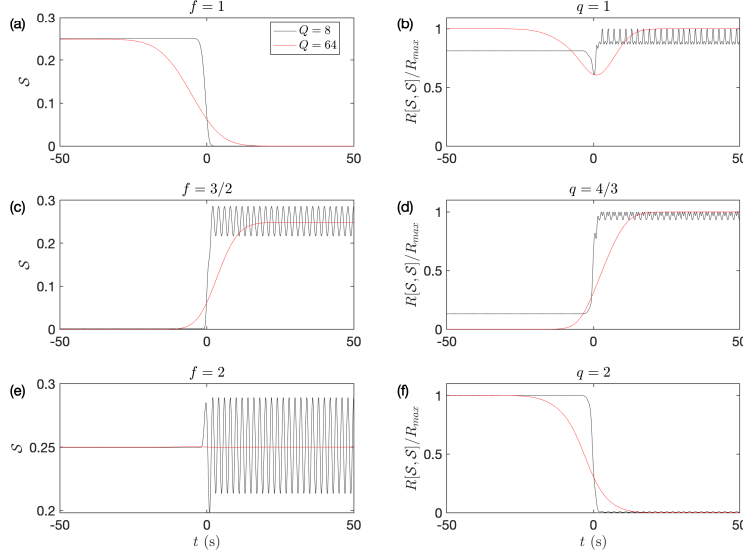 f = 1
q = 1
(a)
(b)
0.3
0.2
0.1
0
S
Q = 8
Q = 64
-50
0
50
1
0.5
0
R[S, S]/R_max
-50
0
50
f = 3/2
q = 4/3
(c)
(d)
0.3
0.2
0.1
0
S
-50
0
50
1
0.5
0
R[S, S]/R_max
-50
0
50
f = 2
q = 2
(e)
(f)
0.3
0.25
0.2
S
-50
0
50
t (s)
1
0.5
0
R[S, S]/R_max
-50
0
50
t (s)